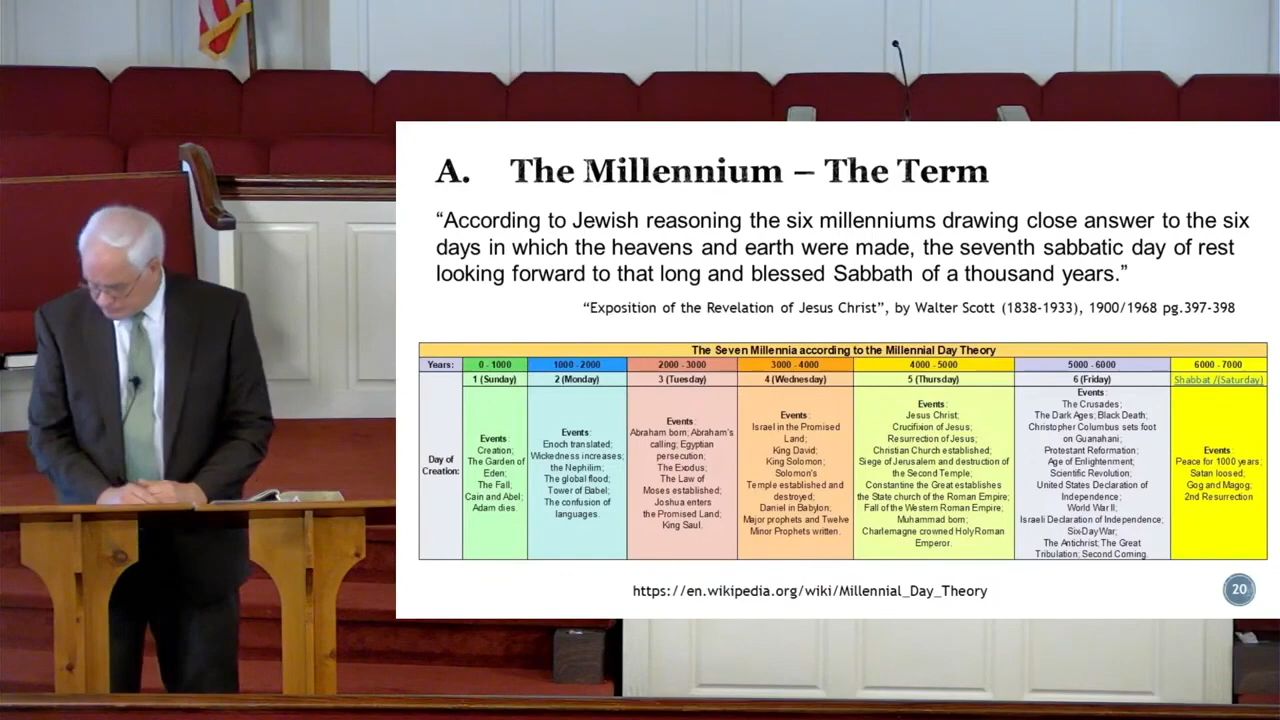 A. The Millennium – The Term
“According to Jewish reasoning the six millenniums drawing close answer to the six
days in which the heavens and earth were made, the seventh sabbatic day of rest
looking forward to that long and blessed Sabbath of a thousand years.”
“Exposition of the Revelation of Jesus Christ”, by Walter Scott (1838-1933), 1900/1968 pg.397-398
The Seven Millennia according to the Millennial Day Theory
Years: 0 - 1000 1000 - 2000 2000 - 3000 3000 - 4000 4000 - 5000 5000 - 6000 6000 - 7000
1 (Sunday) 2 (Monday) 3 (Tuesday) 4 (Wednesday) 5 (Thursday) 6 (Friday) Shabbat /(Saturday)
Day of
Creation:
Events:
Creation;
The Garden of
Eden;
The Fall;
Cain and Abel;
Adam dies.
Events:
Enoch translated;
Wickedness increases;
the Nephilim;
The global flood;
Tower of Babel;
The confusion of
languages.
Events:
Abraham born; Abraham's
calling; Egyptian
persecution;
The Exodus;
The Law of
Moses established;
Joshua enters
the Promised Land;
King Saul.
Events:
Israel in the Promised
Land;
King David;
King Solomon;
Solomon's
Temple established and
destroyed;
Daniel in Babylon;
Major prophets and Twelve
Minor Prophets written.
Events:
Jesus Christ;
Crucifixion of Jesus;
Resurrection of Jesus;
Christian Church established;
Siege of Jerusalem and destruction of
the Second Temple;
Constantine the Great establishes
the State church of the Roman Empire;
Fall of the Western Roman Empire;
Muhammad born;
Charlemagne crowned Holy Roman
Emperor.
Events:
The Crusades;
The Dark Ages; Black Death;
Christopher Columbus sets foot
on Guanahani;
Protestant Reformation;
Age of Enlightenment;
Scientific Revolution;
United States Declaration of
Independence;
World War II;
Israeli Declaration of Independence;
Six-Day War;
The Antichrist; The Great
Tribulation; Second Coming.
Events:
Peace for 1000 years;
Satan loosed;
Gog and Magog;
2nd Resurrection
https://en.wikipedia.org/wiki/Millennial_Day_Theory
20